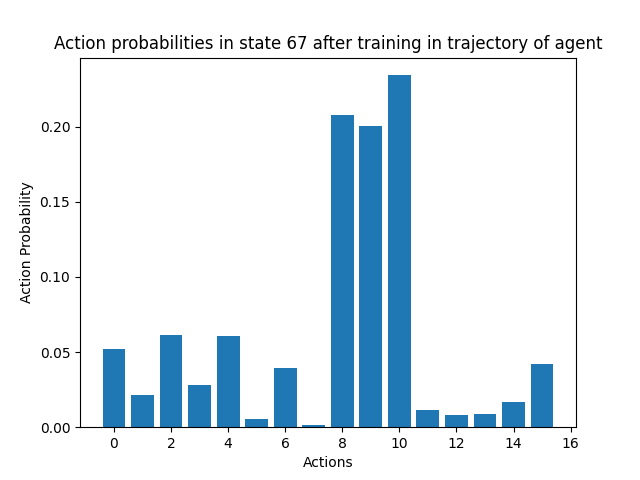 Action probabilities in state 67 after training in trajectory of agent
Action Probability
0.20
0.15
0.10
0.05
0.00
0 2 4 6 8 10 12 14 16
Actions